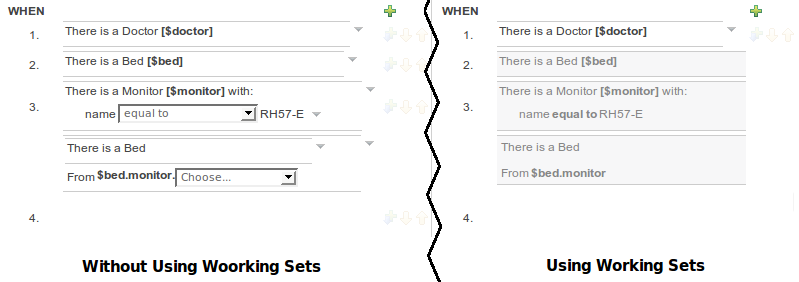 WHEN
1. There is a Doctor [$doctor]
2. There is a Bed [$bed]
3. There is a Monitor [$monitor] with:
name equal to RH57-E
There is a Bed
From $bed.monitor. Choose...
4.
Without Using Woorking Sets
WHEN
1. There is a Doctor [$doctor]
2. There is a Bed [$bed]
3. There is a Monitor [$monitor] with:
name equal to RH57-E
There is a Bed
From $bed.monitor
4.
Using Working Sets